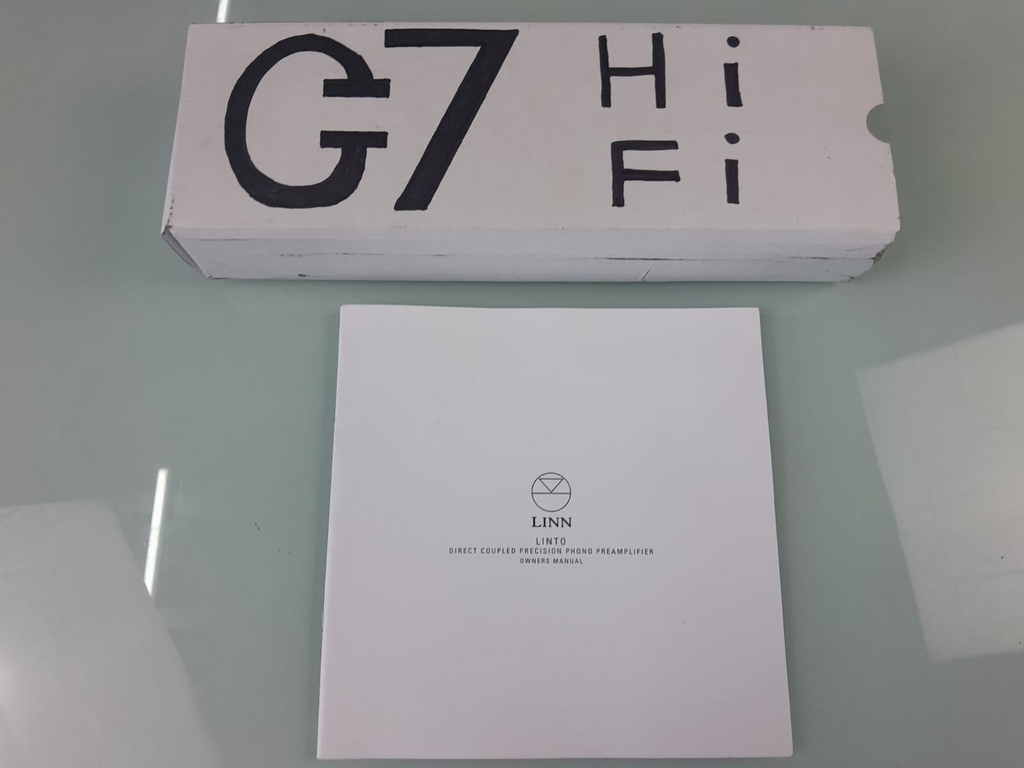 G7 Hi
Fi
LINN
LINTO
DIRECT COUPLED PRECISION PHONO PREAMPLIFIER
OWNERS MANUAL